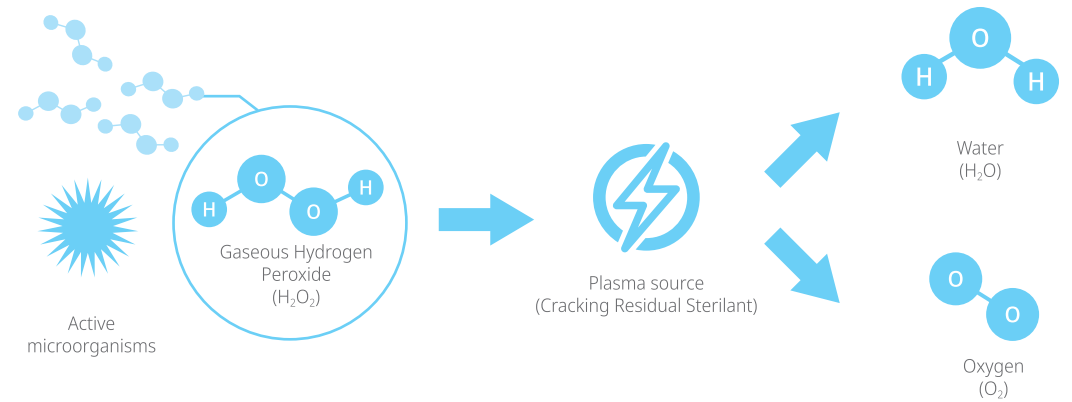 H
O
O
H
Gaseous Hydrogen
Peroxide
(H₂O₂)
Active
microorganisms
Plasma source
(Cracking Residual Sterilant)
O
H
H
Water
(H₂O)
O
O
Oxygen
(O₂)